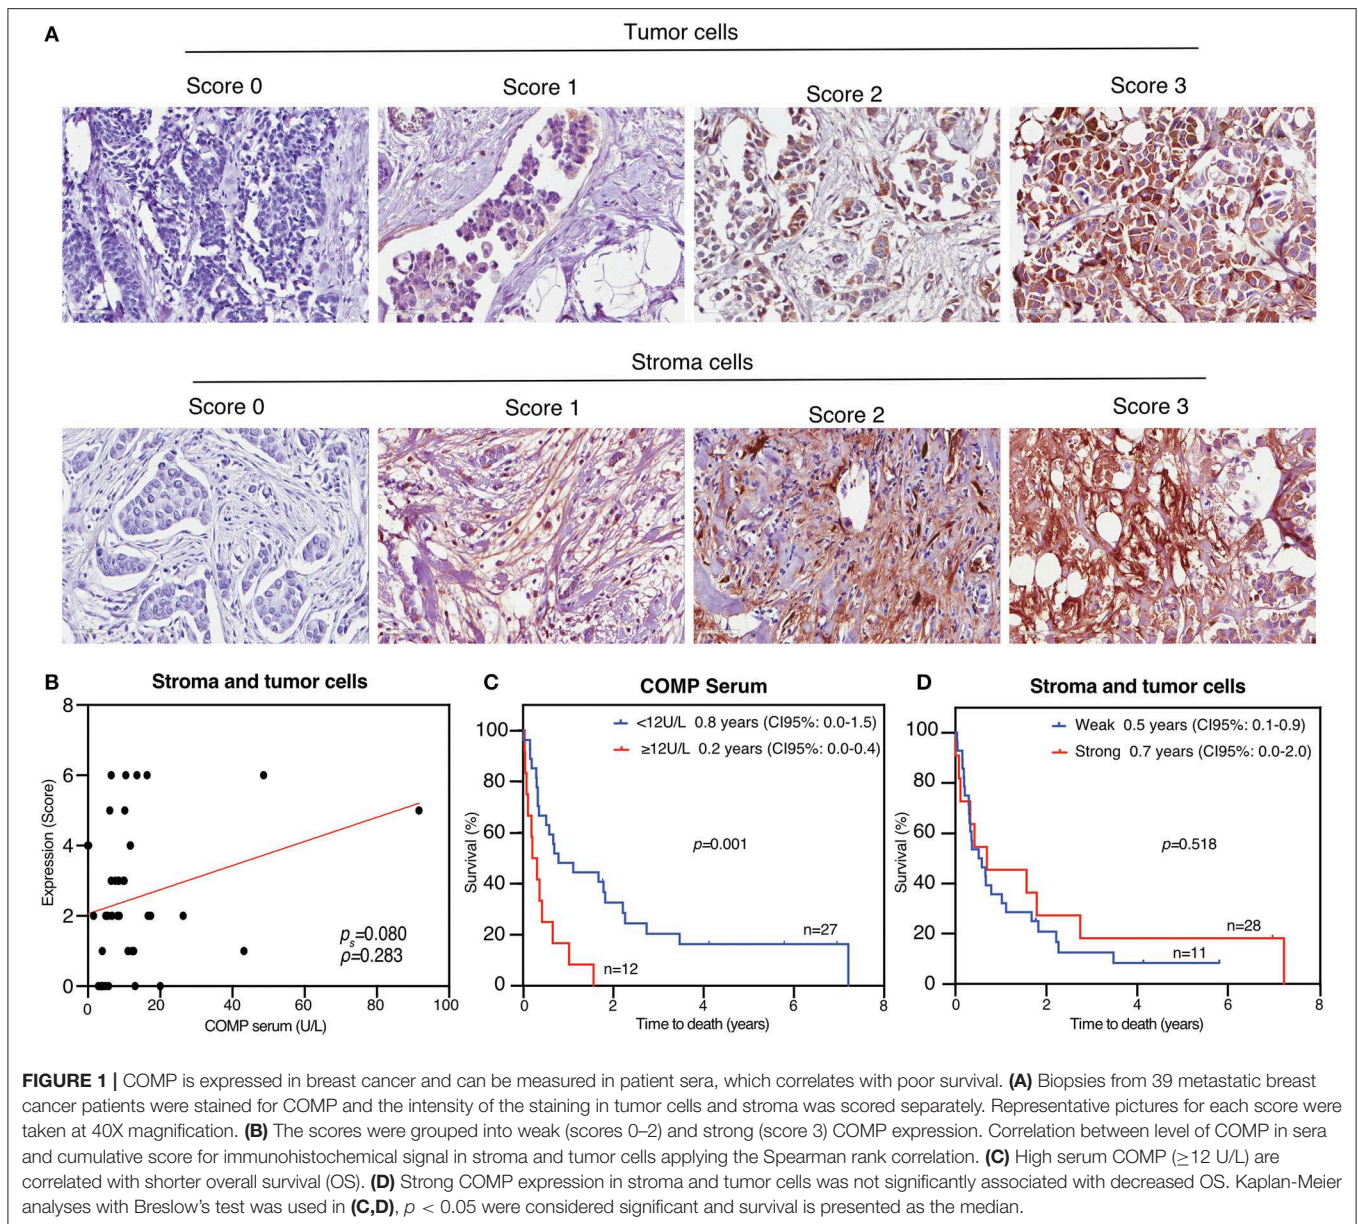 A
Tumor cells
Score 0
Score 1
Score 2
Score 3
Stroma cells
Score 0
Score 1
Score 2
Score 3
B
Stroma and tumor cells
8
6
4
2
0
Expression (Score)
0 20 40 60 80 100
COMP serum (U/L)
pₛ=0.080
ρ=0.283
C
COMP Serum
<12U/L 0.8 years (CI95%: 0.0-1.5)
≥12U/L 0.2 years (CI95%: 0.0-0.4)
100
80
60
40
20
0
Survival (%)
p=0.001
n=27
n=12
0 2 4 6 8
Time to death (years)
D
Stroma and tumor cells
Weak 0.5 years (CI95%: 0.1-0.9)
Strong 0.7 years (CI95%: 0.0-2.0)
100
80
60
40
20
0
Survival (%)
p=0.518
n=28
n=11
0 2 4 6 8
Time to death (years)
FIGURE 1 | COMP is expressed in breast cancer and can be measured in patient sera, which correlates with poor survival. (A) Biopsies from 39 metastatic breast
cancer patients were stained for COMP and the intensity of the staining in tumor cells and stroma was scored separately. Representative pictures for each score were
taken at 40X magnification. (B) The scores were grouped into weak (scores 0–2) and strong (score 3) COMP expression. Correlation between level of COMP in sera
and cumulative score for immunohistochemical signal in stroma and tumor cells applying the Spearman rank correlation. (C) High serum COMP (≥12 U/L) are
correlated with shorter overall survival (OS). (D) Strong COMP expression in stroma and tumor cells was not significantly associated with decreased OS. Kaplan-Meier
analyses with Breslow's test was used in (C,D), p < 0.05 were considered significant and survival is presented as the median.